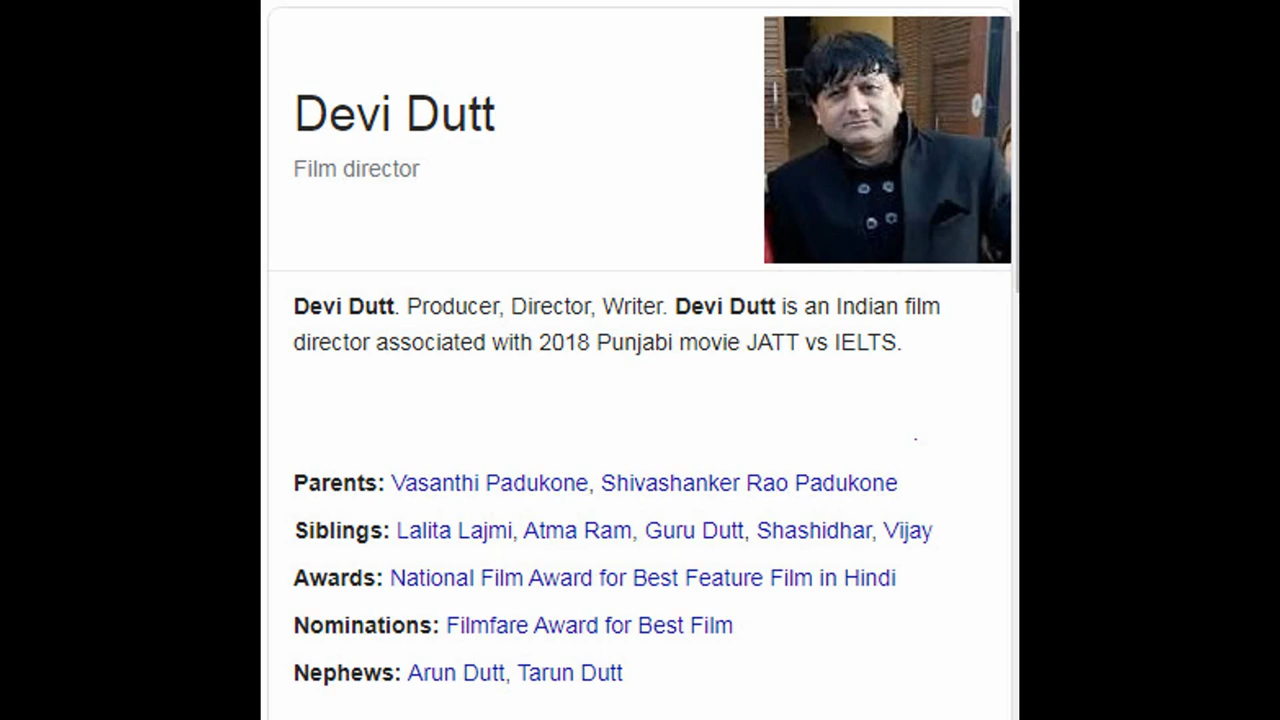 Devi Dutt
Film director
Devi Dutt. Producer, Director, Writer. Devi Dutt is an Indian film
director associated with 2018 Punjabi movie JATT vs IELTS.
Parents: Vasanthi Padukone, Shivashanker Rao Padukone
Siblings: Lalita Lajmi, Atma Ram, Guru Dutt, Shashidhar, Vijay
Awards: National Film Award for Best Feature Film in Hindi
Nominations: Filmfare Award for Best Film
Nephews: Arun Dutt, Tarun Dutt